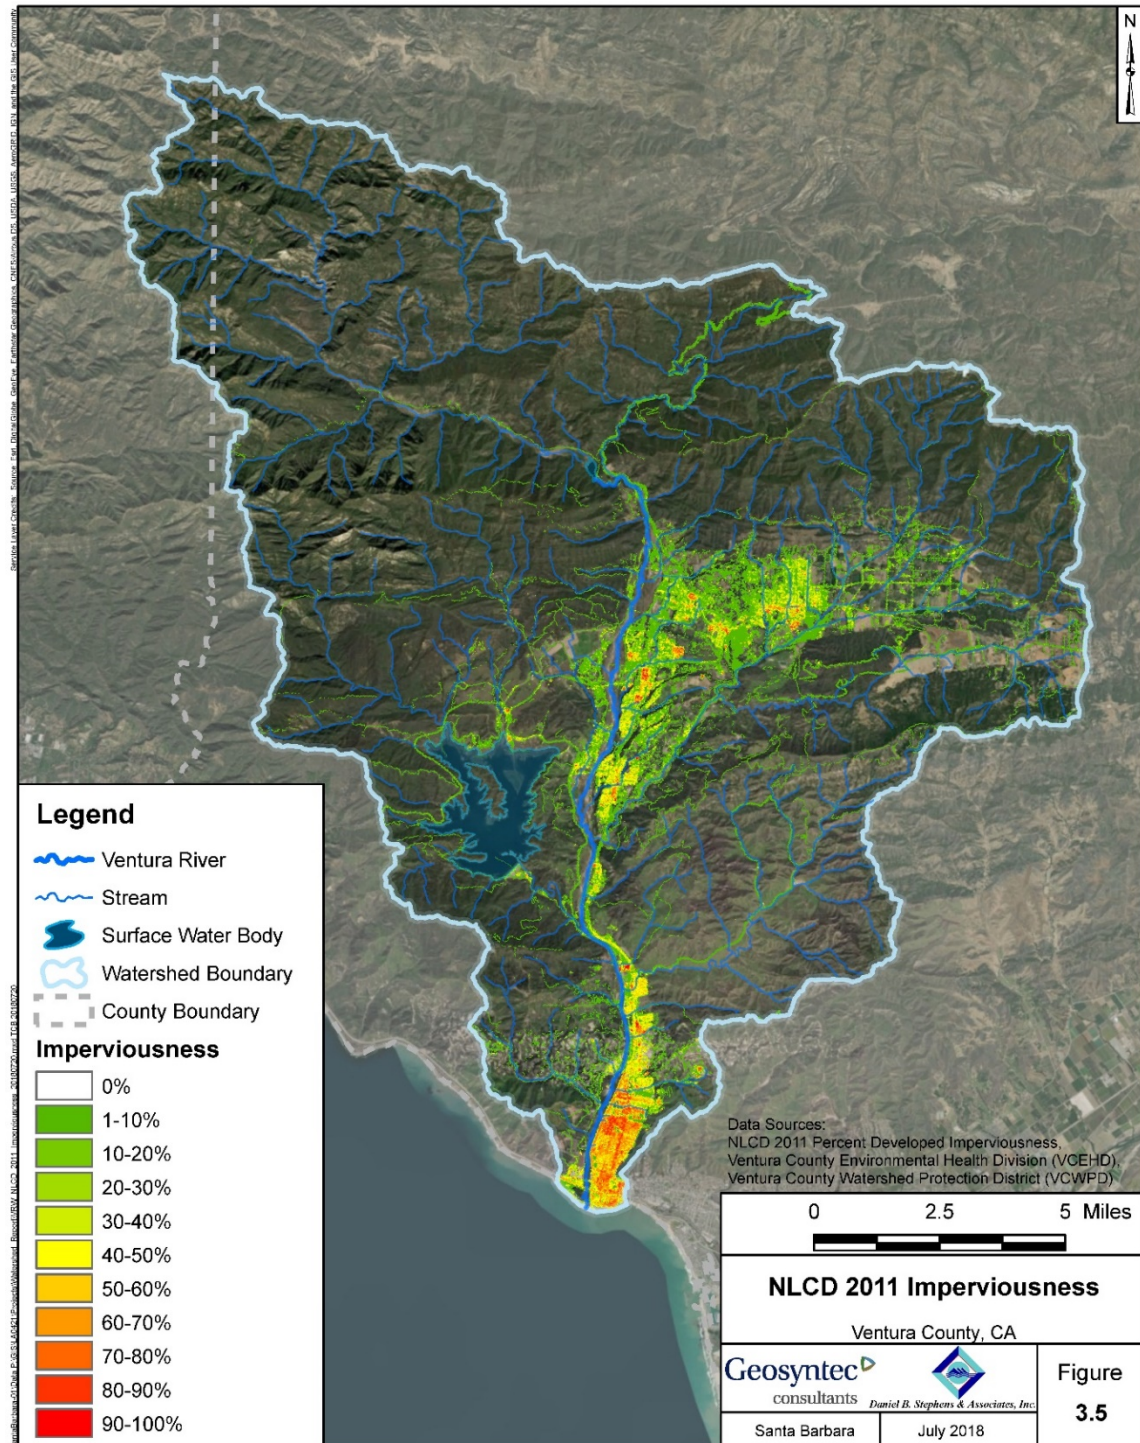 N
Legend
Ventura River
Stream
Surface Water Body
Watershed Boundary
County Boundary
Imperviousness
0%
1-10%
10-20%
20-30%
30-40%
40-50%
50-60%
60-70%
70-80%
80-90%
90-100%
Data Sources:
NLCD 2011 Percent Developed Imperviousness,
Ventura County Environmental Health Division (VCEHD),
Ventura County Watershed Protection District (VCWPD)
0 2.5 5 Miles
NLCD 2011 Imperviousness
Ventura County, CA
Geosyntec
consultants
Daniel B. Stephens & Associates, Inc.
Santa Barbara
July 2018
Figure
3.5